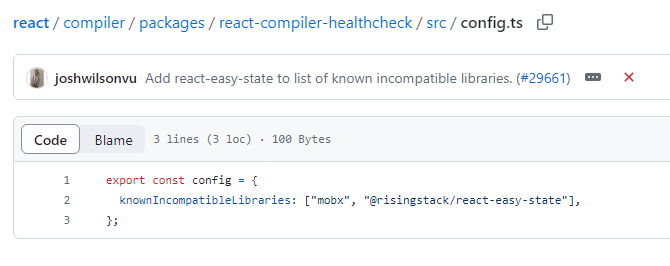 react / compiler / packages / react-compiler-healthcheck / src / config.ts
joshwilsonvu Add react-easy-state to list of known incompatible libraries. (#29661)
Code Blame 3 lines (3 loc) · 100 Bytes
1 export const config = {
2 knownIncompatibleLibraries: ["mobx", "@risingstack/react-easy-state"],
3 };